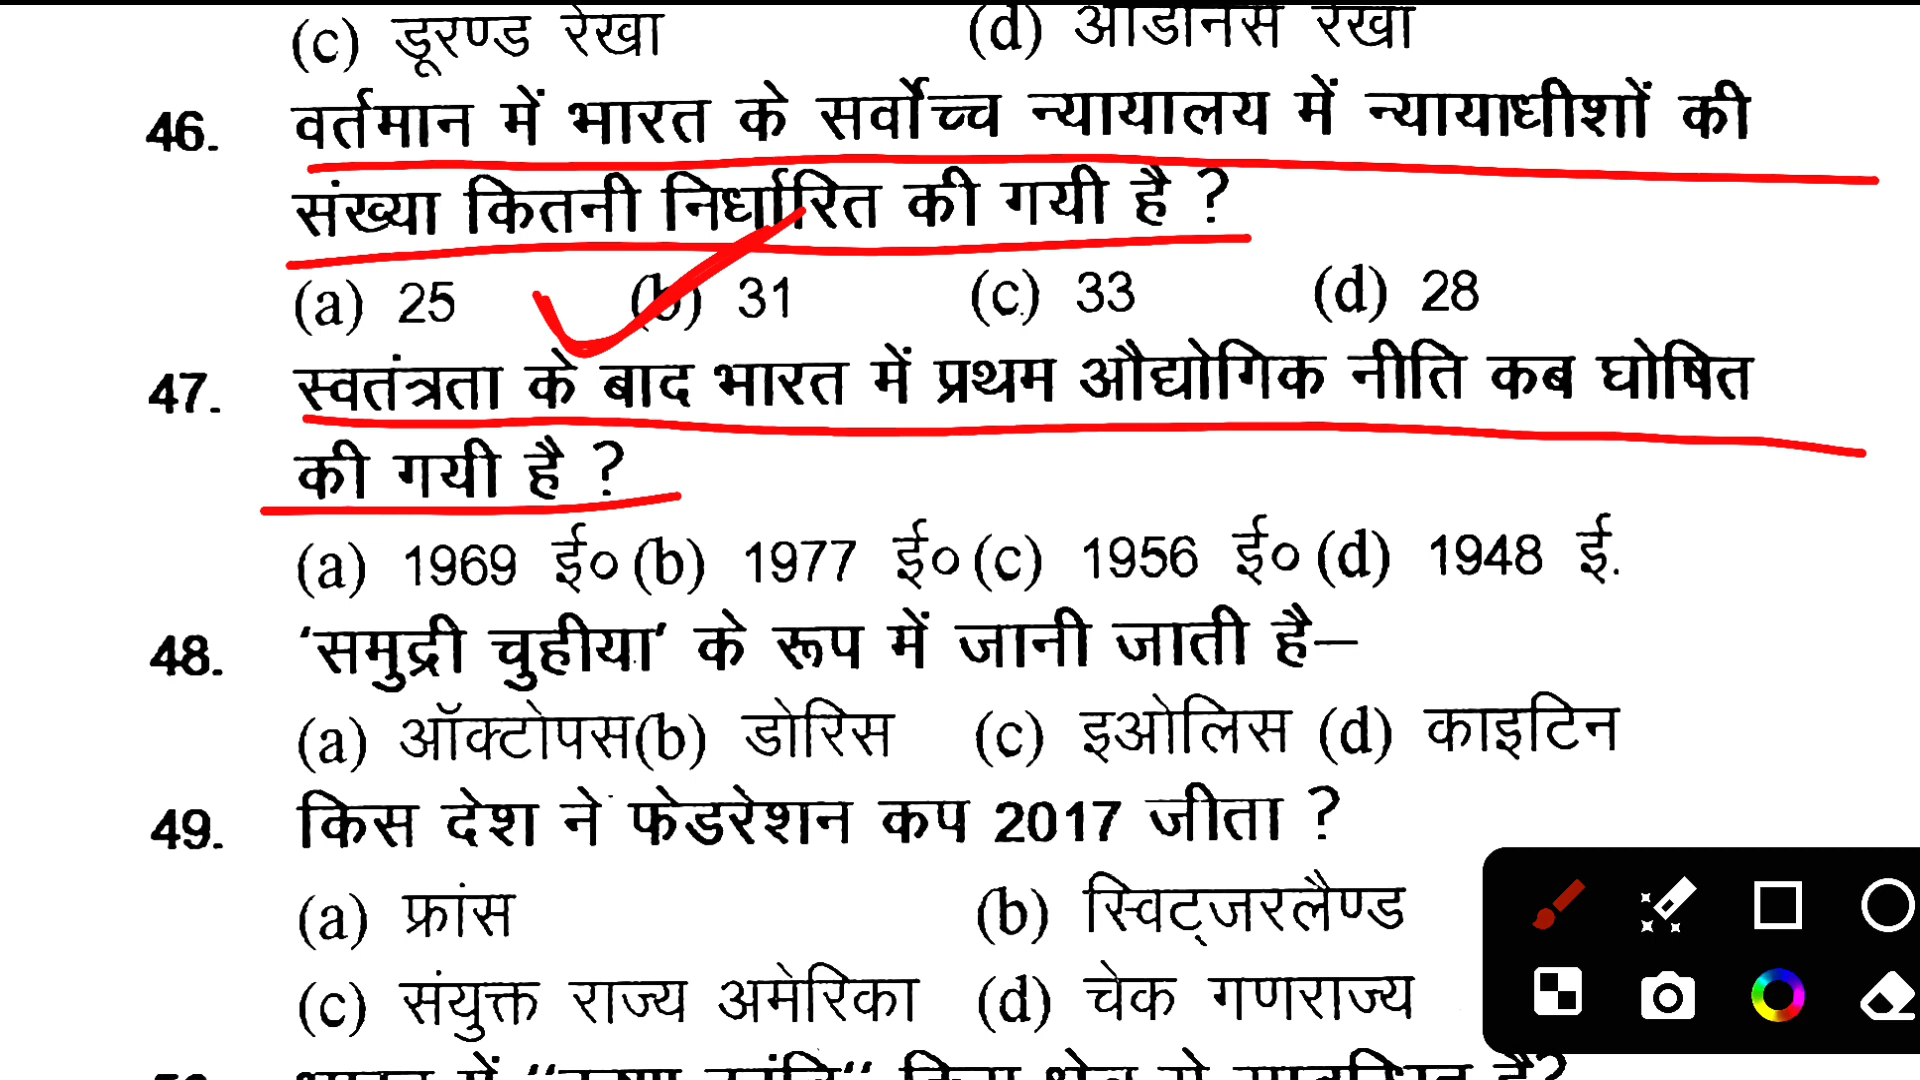 (c) डूरण्ड रेखा (d) ओडिनिस रेखा
46. वर्तमान में भारत के सर्वोच्च न्यायालय में न्यायाधीशों की
संख्या कितनी निर्धारित की गयी है ?
(a) 25 (b) 31 (c) 33 (d) 28
47. स्वतंत्रता के बाद भारत में प्रथम औद्योगिक नीति कब घोषित
की गयी है ?
(a) 1969 ई० (b) 1977 ई० (c) 1956 ई० (d) 1948 ई.
48. 'समुद्री चुहीया' के रूप में जानी जाती है–
(a) ऑक्टोपस (b) डोरिस (c) इओलिस (d) काइटिन
49. किस देश ने फेडरेशन कप 2017 जीता ?
(a) फ्रांस (b) स्विट्जरलैण्ड
(c) संयुक्त राज्य अमेरिका (d) चेक गणराज्य